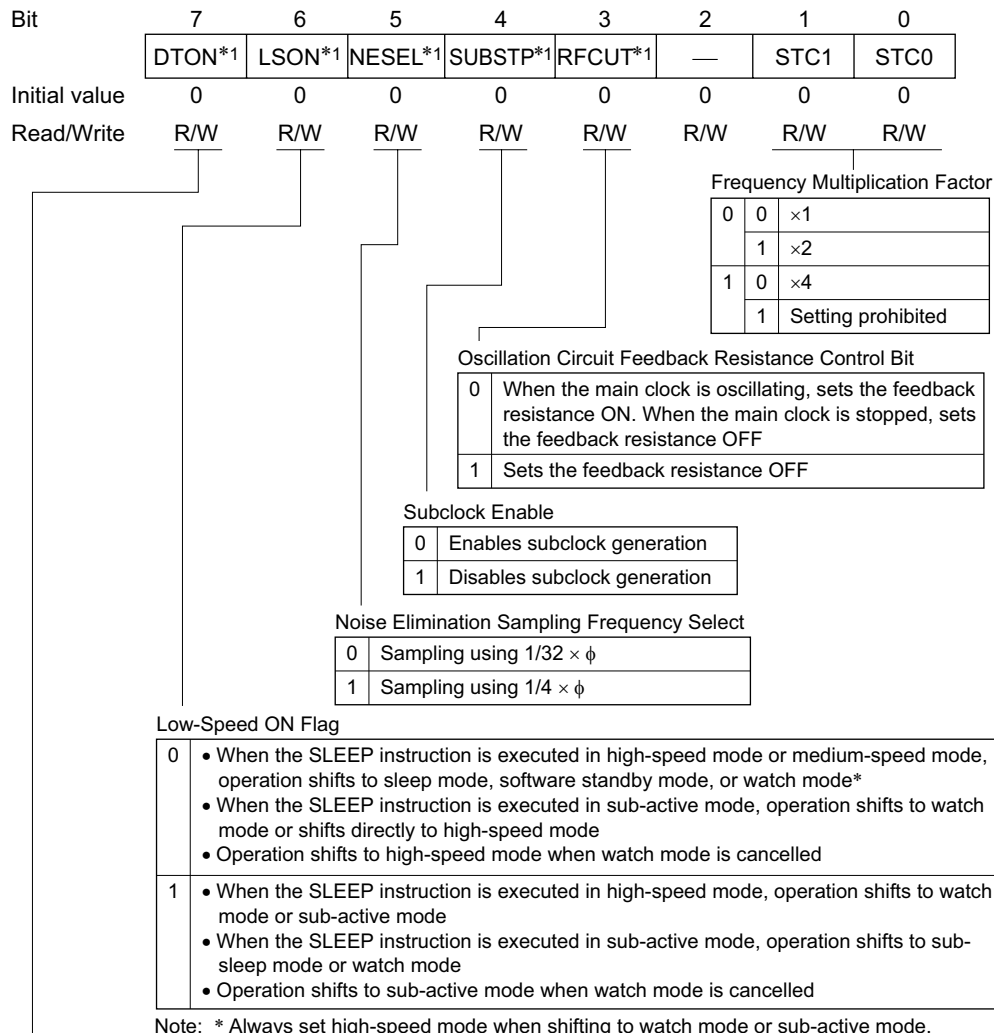 Bit 7 6 5 4 3 2 1 0
DTON*1 LSON*1 NESEL*1 SUBSTP*1 RFCUT*1 — STC1 STC0
Initial value 0 0 0 0 0 0 0 0
Read/Write R/W R/W R/W R/W R/W R/W R/W R/W
Frequency Multiplication Factor
0 0 ×1
1 ×2
1 0 ×4
1 Setting prohibited
Oscillation Circuit Feedback Resistance Control Bit
0 When the main clock is oscillating, sets the feedback
resistance ON. When the main clock is stopped, sets
the feedback resistance OFF
1 Sets the feedback resistance OFF
Subclock Enable
0 Enables subclock generation
1 Disables subclock generation
Noise Elimination Sampling Frequency Select
0 Sampling using 1/32 × ϕ
1 Sampling using 1/4 × ϕ
Low-Speed ON Flag
0 • When the SLEEP instruction is executed in high-speed mode or medium-speed mode,
operation shifts to sleep mode, software standby mode, or watch mode*
• When the SLEEP instruction is executed in sub-active mode, operation shifts to watch
mode or shifts directly to high-speed mode
• Operation shifts to high-speed mode when watch mode is cancelled
1 • When the SLEEP instruction is executed in high-speed mode, operation shifts to watch
mode or sub-active mode
• When the SLEEP instruction is executed in sub-active mode, operation shifts to sub-
sleep mode or watch mode
• Operation shifts to sub-active mode when watch mode is cancelled
Note: * Always set high-speed mode when shifting to watch mode or sub-active mode.